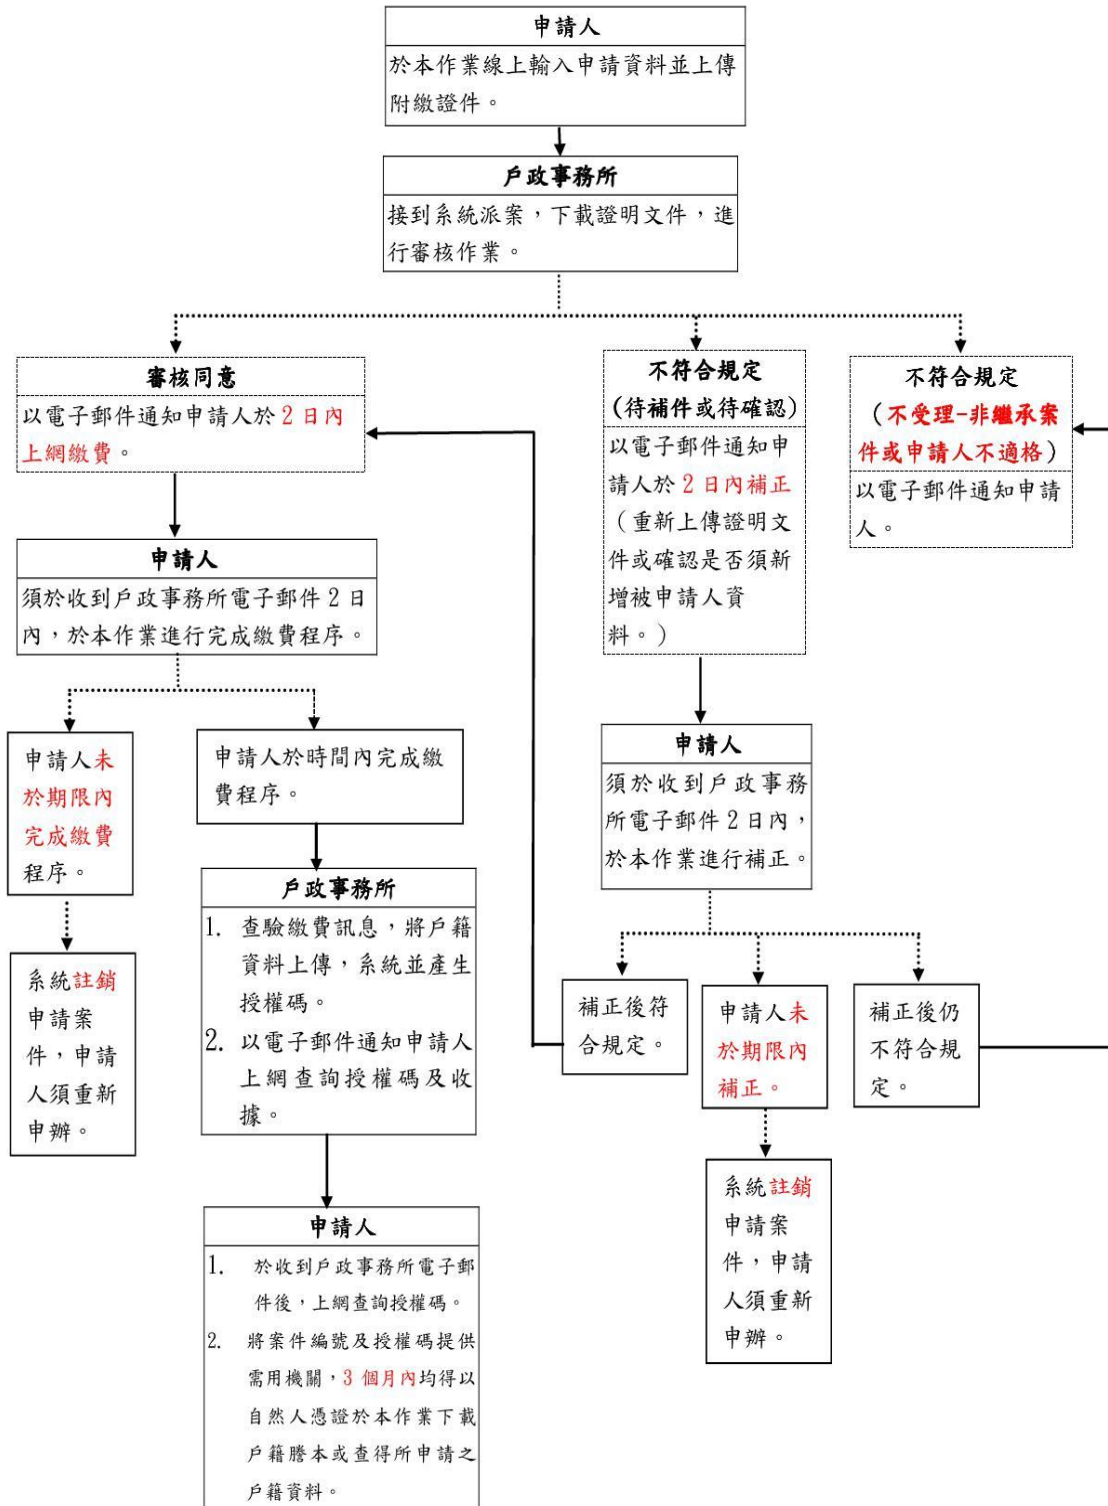 申請人
於本作業線上輸入申請資料並上傳
附繳證件。
戶政事務所
接到系統派案，下載證明文件，進
行審核作業。
審核同意
以電子郵件通知申請人於2日內
上網繳費。
不符合規定
(待補件或待確認)
以電子郵件通知申
請人於2日內補正
（重新上傳證明文
件或確認是否須新
增被申請人資
料。）
不符合規定
（不受理-非繼承案
件或申請人不適格）
以電子郵件通知申請
人。
申請人
須於收到戶政事務所電子郵件2日
內，於本作業進行完成繳費程序。
申請人未
於期限內
完成繳費
程序。
申請人於時間內完成繳
費程序。
申請人
須於收到戶政事務
所電子郵件2日內，
於本作業進行補正。
戶政事務所
1. 查驗繳費訊息，將戶籍
資料上傳，系統並產生
授權碼。
2. 以電子郵件通知申請人
上網查詢授權碼及收
據。
系統註銷
申請案
件，申請
人須重新
申辦。
補正後符
合規定。
申請人未
於期限內
補正。
補正後仍
不符合規
定。
系統註銷
申請案
件，申請
人須重新
申辦。
申請人
1. 於收到戶政事務所電子郵
件後，上網查詢授權碼。
2. 將案件編號及授權碼提供
需用機關，3 個月內均得以
自然人憑證於本作業下載
戶籍謄本或查得所申請之
戶籍資料。